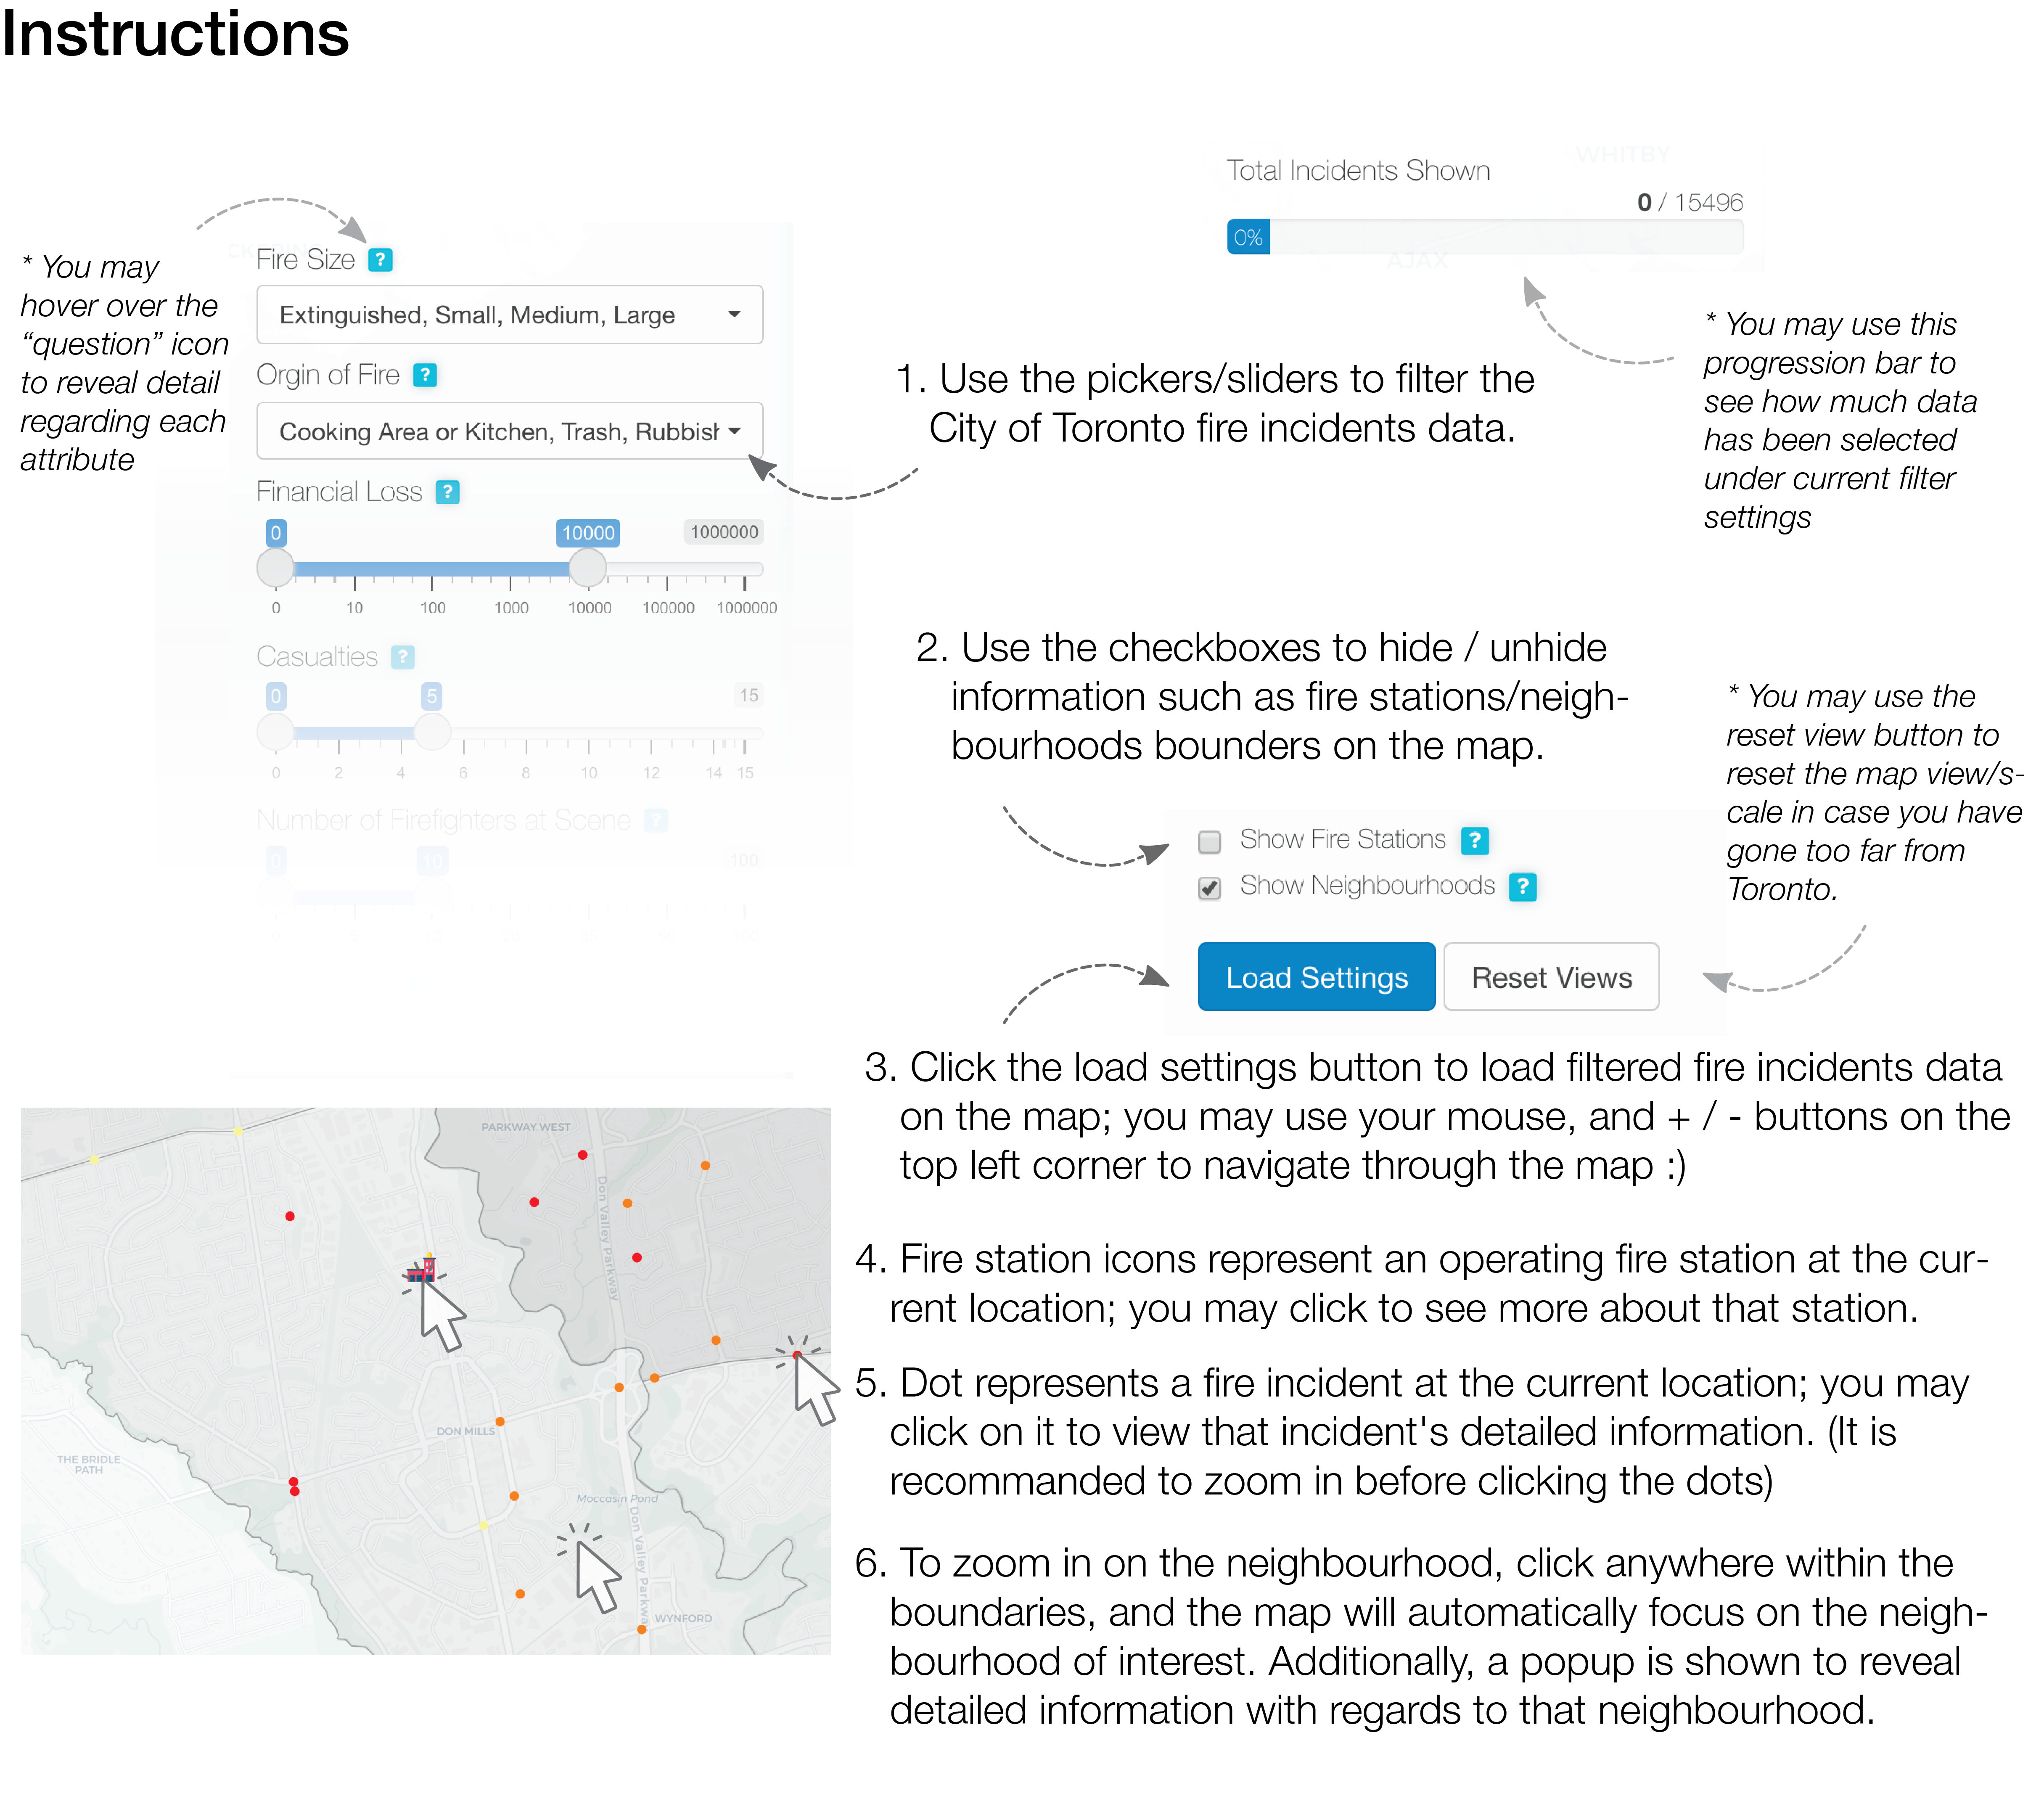 Instructions
WHITBY
Total Incidents Shown
0 / 15496
0%
AJAX
* You may
hover over the
“question” icon
to reveal detail
regarding each
attribute
Fire Size ?
Extinguished, Small, Medium, Large
Orgin of Fire ?
Cooking Area or Kitchen, Trash, Rubbish
Financial Loss ?
0 10000 1000000
0 10 100 1000 10000 100000 1000000
Casualties ?
0 5 15
0 2 4 6 8 10 12 14 15
Number of Firefighters at Scene ?
0 10 100
1. Use the pickers/sliders to filter the
City of Toronto fire incidents data.
* You may use this
progression bar to
see how much data
has been selected
under current filter
settings
2. Use the checkboxes to hide / unhide
information such as fire stations/neigh-
bourhoods bounders on the map.
* You may use the
reset view button to
reset the map view/s-
cale in case you have
gone too far from
Toronto.
Show Fire Stations ?
Show Neighbourhoods ?
Load Settings Reset Views
3. Click the load settings button to load filtered fire incidents data
on the map; you may use your mouse, and + / - buttons on the
top left corner to navigate through the map :)
4. Fire station icons represent an operating fire station at the cur-
rent location; you may click to see more about that station.
5. Dot represents a fire incident at the current location; you may
click on it to view that incident's detailed information. (It is
recommanded to zoom in before clicking the dots)
6. To zoom in on the neighbourhood, click anywhere within the
boundaries, and the map will automatically focus on the neigh-
bourhood of interest. Additionally, a popup is shown to reveal
detailed information with regards to that neighbourhood.
PARKWAY WEST
Don Valley Parkway
DON MILLS
THE BRIDLE
PATH
Moccasin Pond
Don Valley Parkway
WYNFORD